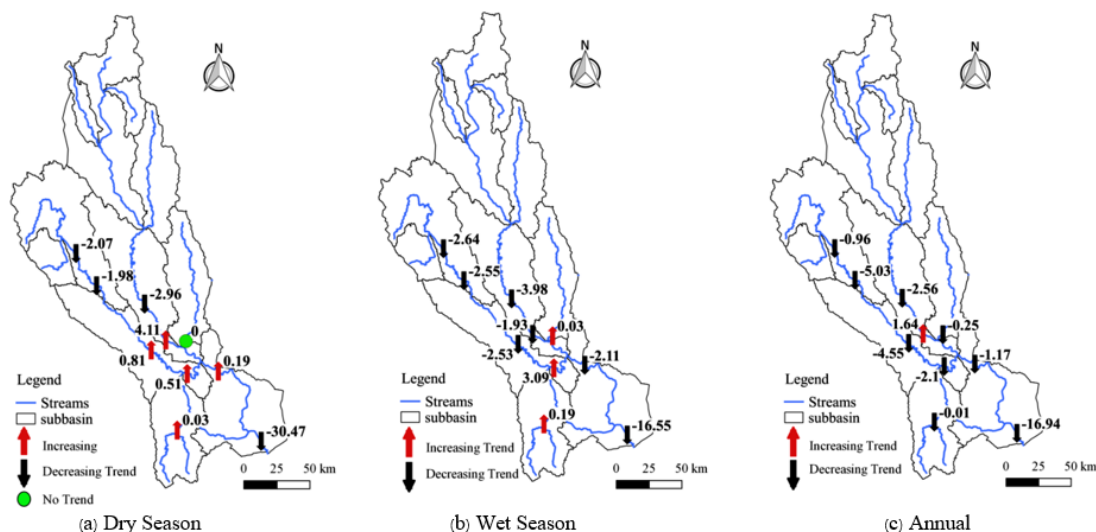 N
-2.07
-1.98
-2.96
4.11
0
0.81
0.19
0.51
0.03
-30.47
Legend
Streams
subbasin
Increasing
Decreasing Trend
No Trend
0 25 50 km
(a) Dry Season
N
-2.64
-2.55
-3.98
-1.93
0.03
-2.53
-2.11
3.09
0.19
-16.55
Legend
Streams
subbasin
Increasing Trend
Decreasing Trend
0 25 50 km
(b) Wet Season
N
-0.96
-5.03
-2.56
1.64
-0.25
-4.55
-1.17
-2.1
-0.01
-16.94
Legend
Streams
subbasin
Increasing Trend
Decreasing Trend
0 25 50 km
(c) Annual